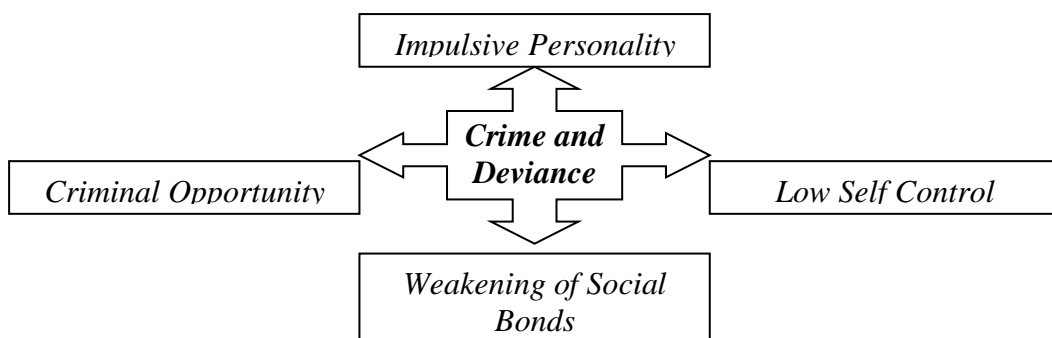 Impulsive Personality
Crime and
Deviance
Criminal Opportunity
Low Self Control
Weakening of Social
Bonds